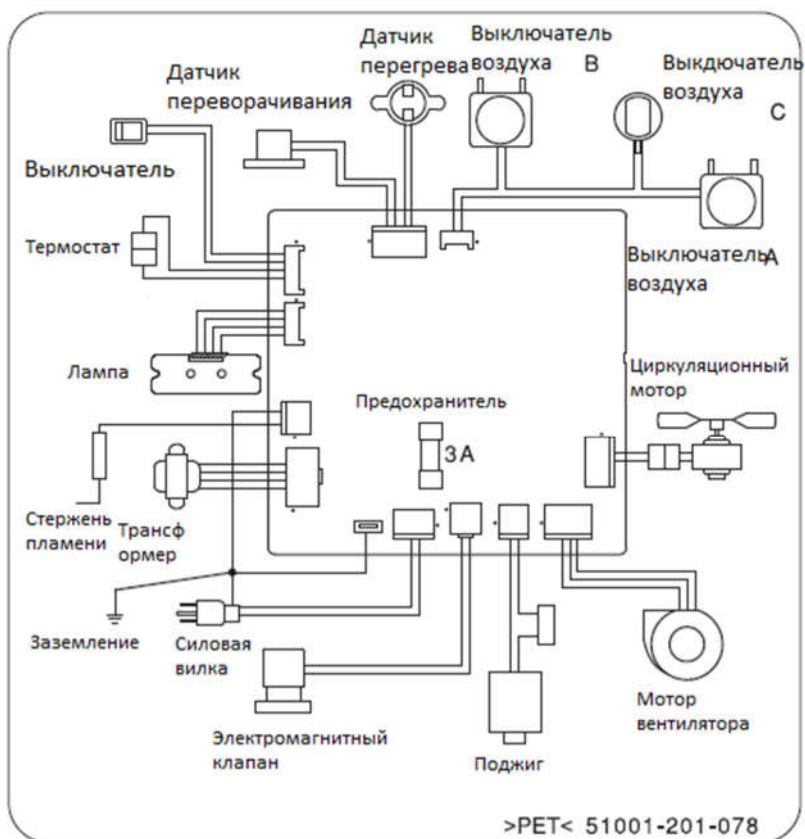 Датчик
перегрева
Выключатель
воздуха
B
Выкдючатель
воздуха
C
Датчик
переворачивания
Выключатель
Термостат
Выключатель
A
воздуха
Лампа
Циркуляционный
мотор
Предохранитель
3A
Стержень
пламени
Трансф
ормер
Заземление
Силовая
вилка
Электромагнитный
клапан
Поджиг
Мотор
вентилятора
>PET< 51001-201-078